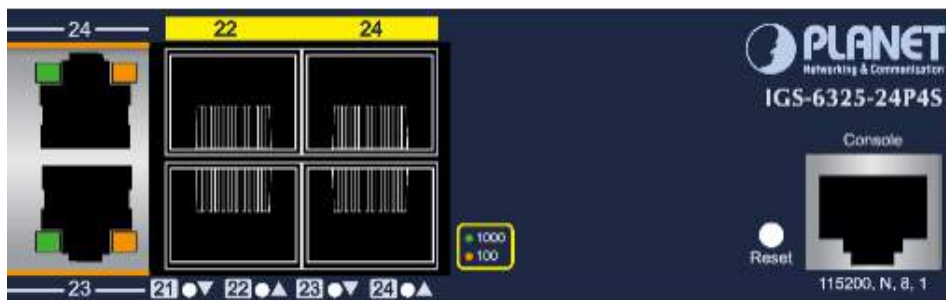 24
22 24
PLANET
Networking & Communication
IGS-6325-24P4S
Console
1000
100
Reset
23
21 22 23 24
115200, N, 8, 1